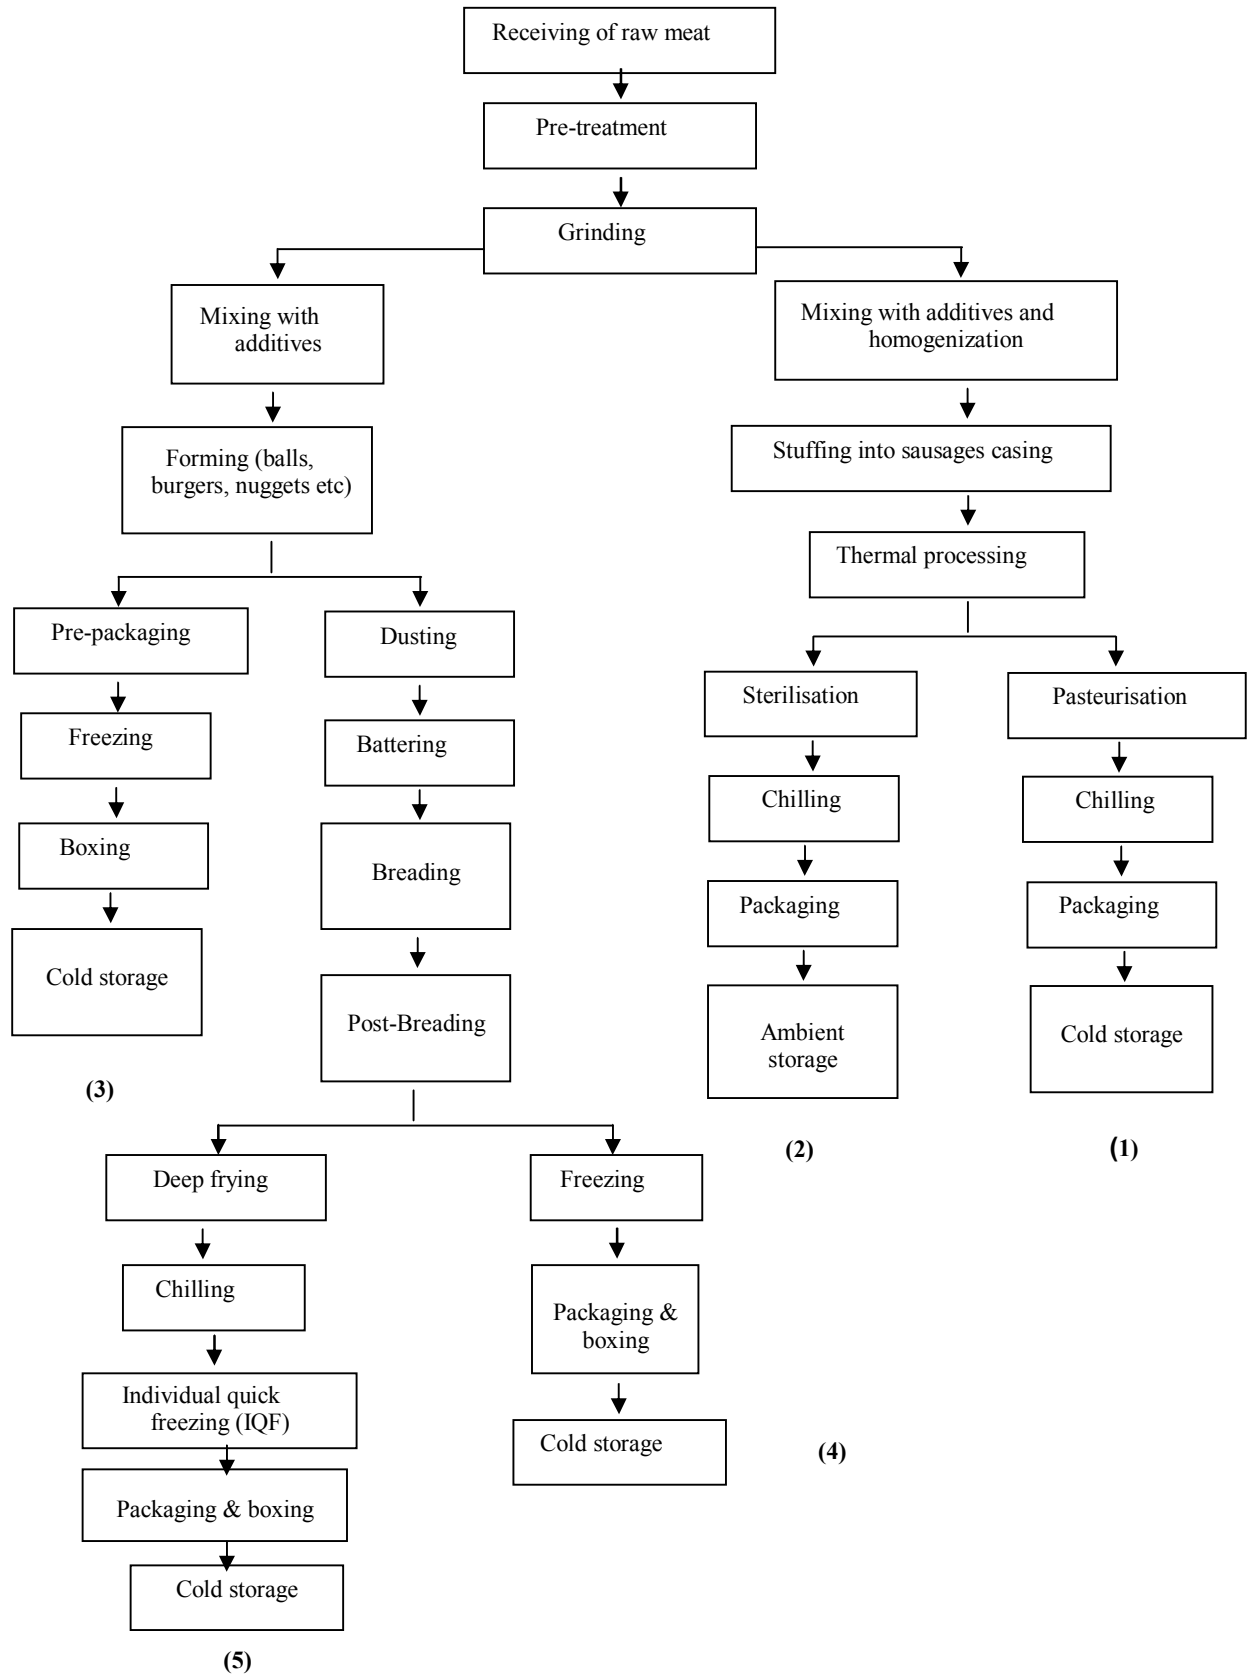 Receiving of raw meat
Pre-treatment
Grinding
Mixing with
additives
Mixing with additives and
homogenization
Forming (balls,
burgers, nuggets etc)
Stuffing into sausages casing
Thermal processing
Pre-packaging
Dusting
Sterilisation
Pasteurisation
Freezing
Battering
Chilling
Chilling
Boxing
Breading
Packaging
Packaging
Cold storage
Post-Breading
Ambient
storage
Cold storage
(3)
(2)
(1)
Deep frying
Freezing
Chilling
Packaging &
boxing
Individual quick
freezing (IQF)
Cold storage
(4)
Packaging & boxing
Cold storage
(5)